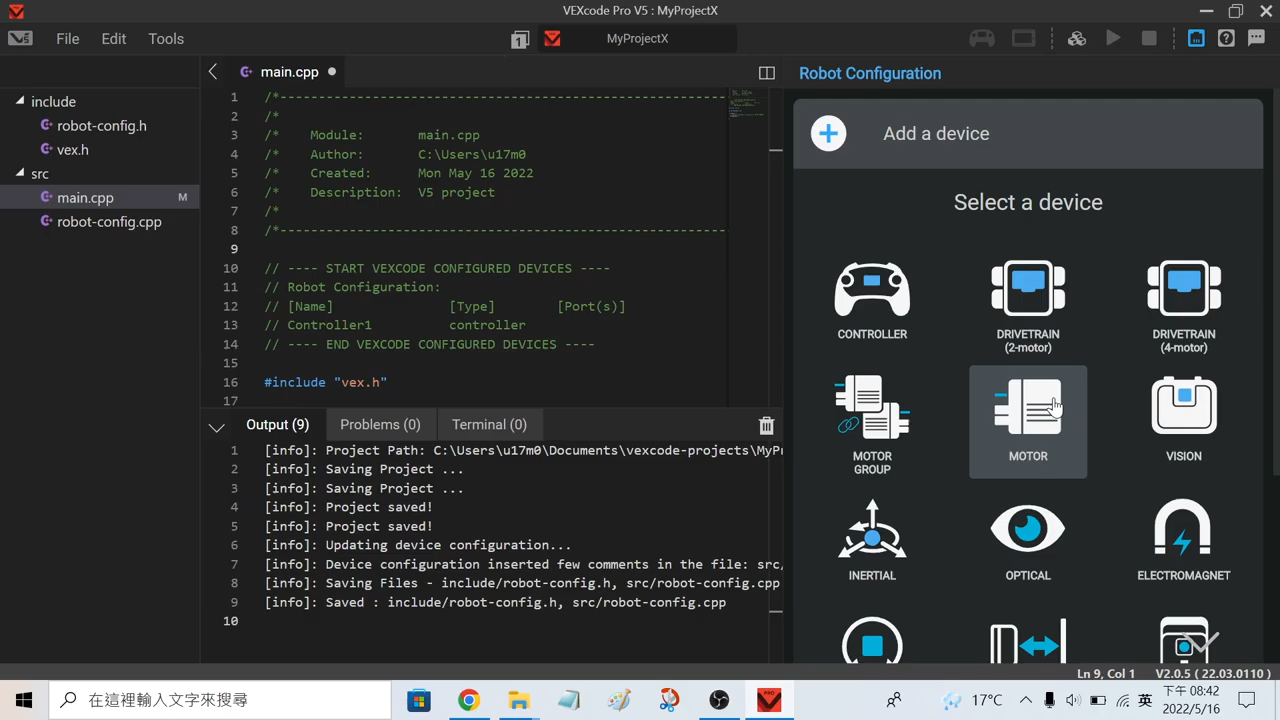 VEXcode Pro V5 : MyProjectX
V5
File
Edit
Tools
1
MyProjectX
include
robot-config.h
vex.h
src
main.cpp
M
robot-config.cpp
main.cpp
1 /*----------------------------------------------------
2 /*
3 /*    Module:       main.cpp
4 /*    Author:       C:\Users\u17m0
5 /*    Created:      Mon May 16 2022
6 /*    Description:  V5 project
7 /*
8 /*----------------------------------------------------
9
10 // ---- START VEXCODE CONFIGURED DEVICES ----
11 // Robot Configuration:
12 // [Name]               [Type]        [Port(s)]
13 // Controller1          controller
14 // ---- END VEXCODE CONFIGURED DEVICES ----
15
16 #include "vex.h"
17
Output (9)
Problems (0)
Terminal (0)
1 [info]: Project Path: C:\Users\u17m0\Documents\vexcode-projects\MyP
2 [info]: Saving Project ...
3 [info]: Saving Project ...
4 [info]: Project saved!
5 [info]: Project saved!
6 [info]: Updating device configuration...
7 [info]: Device configuration inserted few comments in the file: src/
8 [info]: Saving Files - include/robot-config.h, src/robot-config.cpp
9 [info]: Saved : include/robot-config.h, src/robot-config.cpp
10
Robot Configuration
Add a device
Select a device
CONTROLLER
DRIVETRAIN
(2-motor)
DRIVETRAIN
(4-motor)
MOTOR
GROUP
MOTOR
VISION
INERTIAL
OPTICAL
ELECTROMAGNET
Ln 9, Col 1
V2.0.5 ( 22.03.0110 )
在這裡輸入文字來搜尋
PRO
17°C
英
下午 08:42
2022/5/16